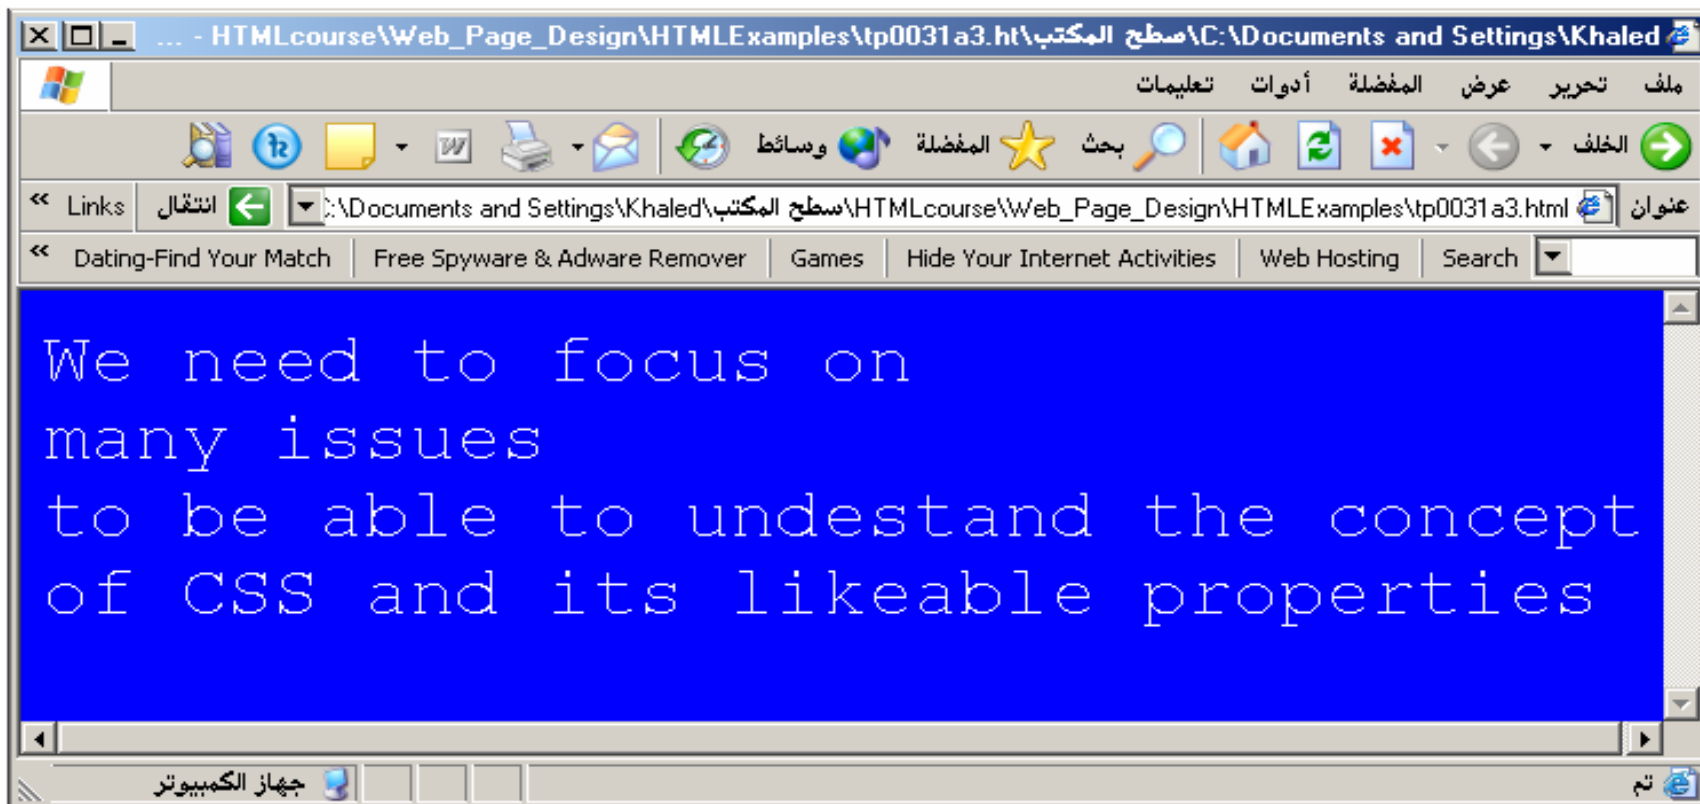 C:\Documents and Settings\Khaled\صطح المكتب\HTMLcourse\Web_Page_Design\HTMLExamples\tp0031a3.ht - ...
ملف تحرير عرض المفضلة أدوات تعليمات
الخلف بحث المفضلة وسائط
عنوان :\Documents and Settings\Khaled\سطح المكتب\HTMLcourse\Web_Page_Design\HTMLExamples\tp0031a3.html انتقال Links »
Search Web Hosting Hide Your Internet Activities Games Free Spyware & Adware Remover Dating-Find Your Match »
We need to focus on
many issues
to be able to undestand the concept
of CSS and its likeable properties
تم جهاز الكمبيوتر